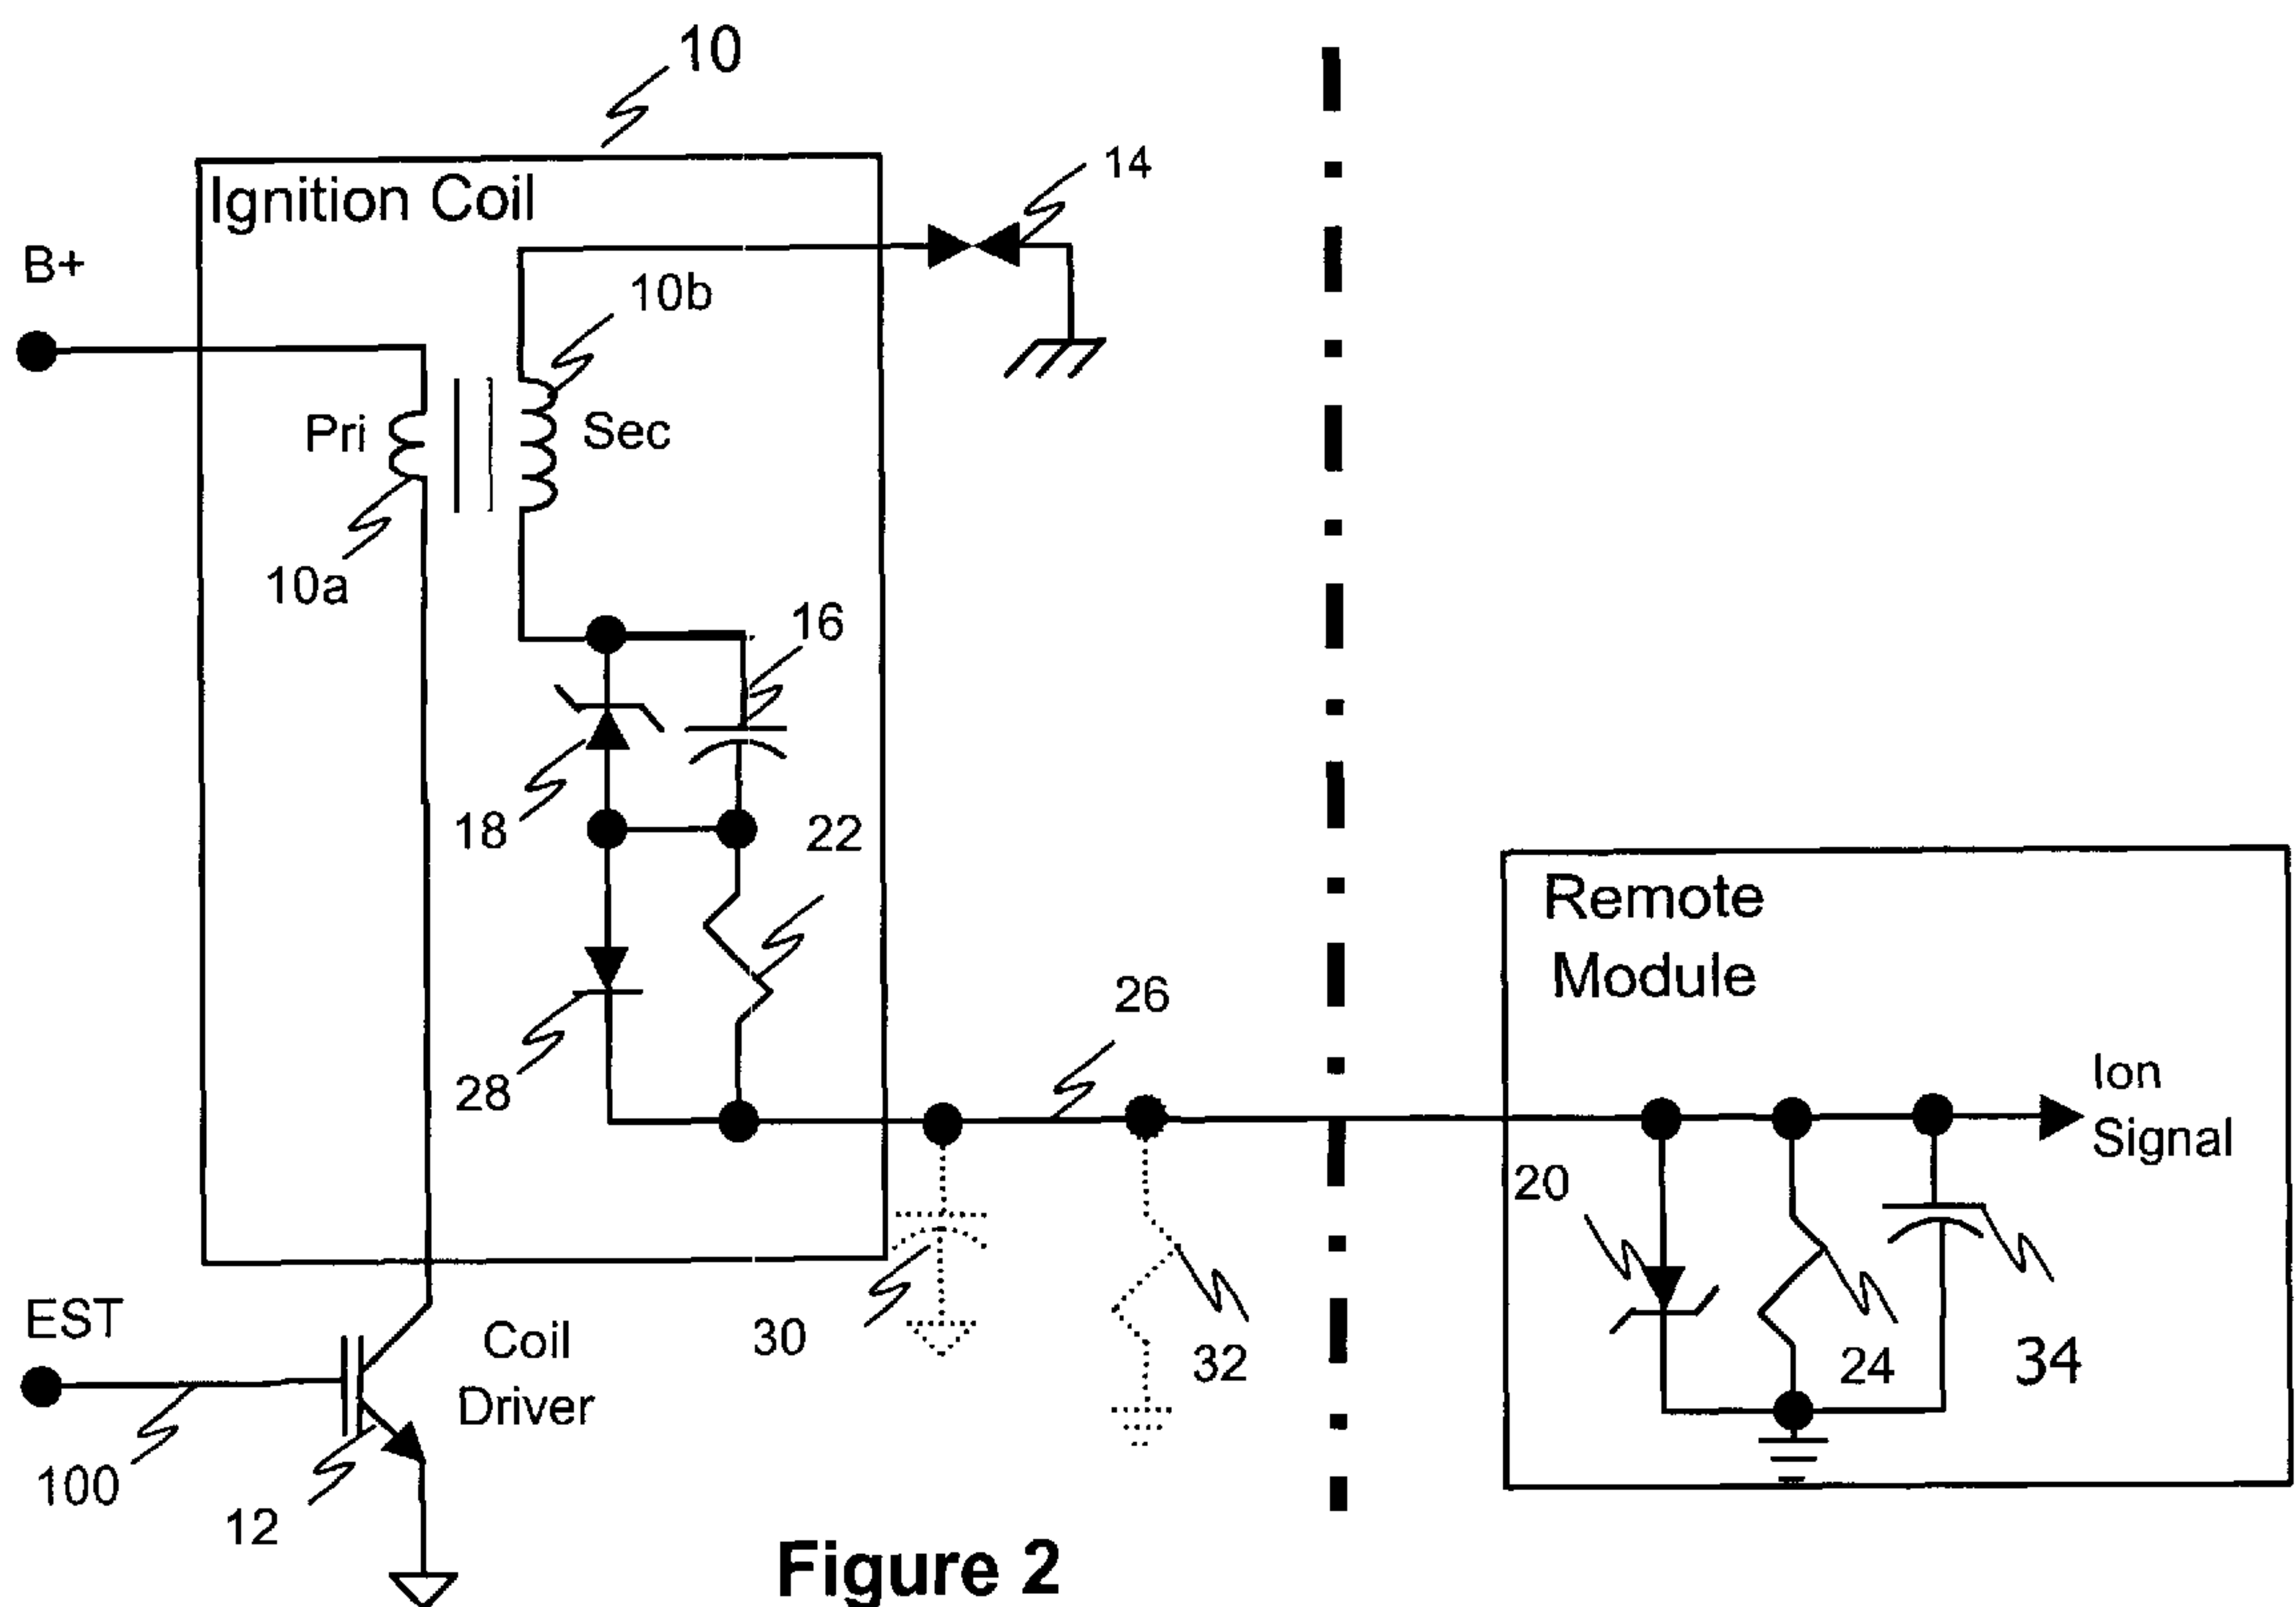 10
Ignition Coil
14
B+
10b
Pri
Sec
10a
16
18
22
Remote
Module
26
28
Ion
Signal
20
EST
Coil
Driver
30
32
24
34
100
12
Figure 2